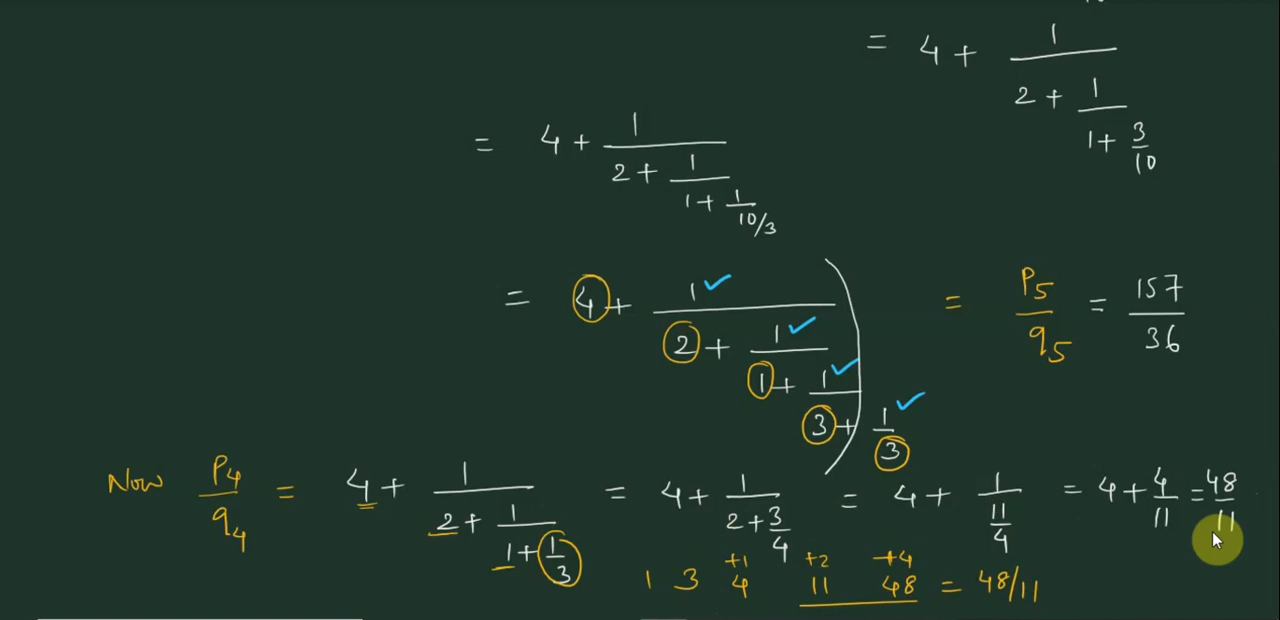 = 4 + 1/(2 + 1/(1 + 3/10))
= 4 + 1/(2 + 1/(1 + 1/(10/3)))
= 4 + 1/(2 + 1/(1 + 1/(3 + 1/3))) = P5/q5 = 157/36
Now P4/q4 = 4 + 1/(2 + 1/(1 + 1/3)) = 4 + 1/(2 + 3/4) = 4 + 1/(11/4) = 4 + 4/11 = 48/11
+1 +2 +4
1 3 4 11 48 = 48/11